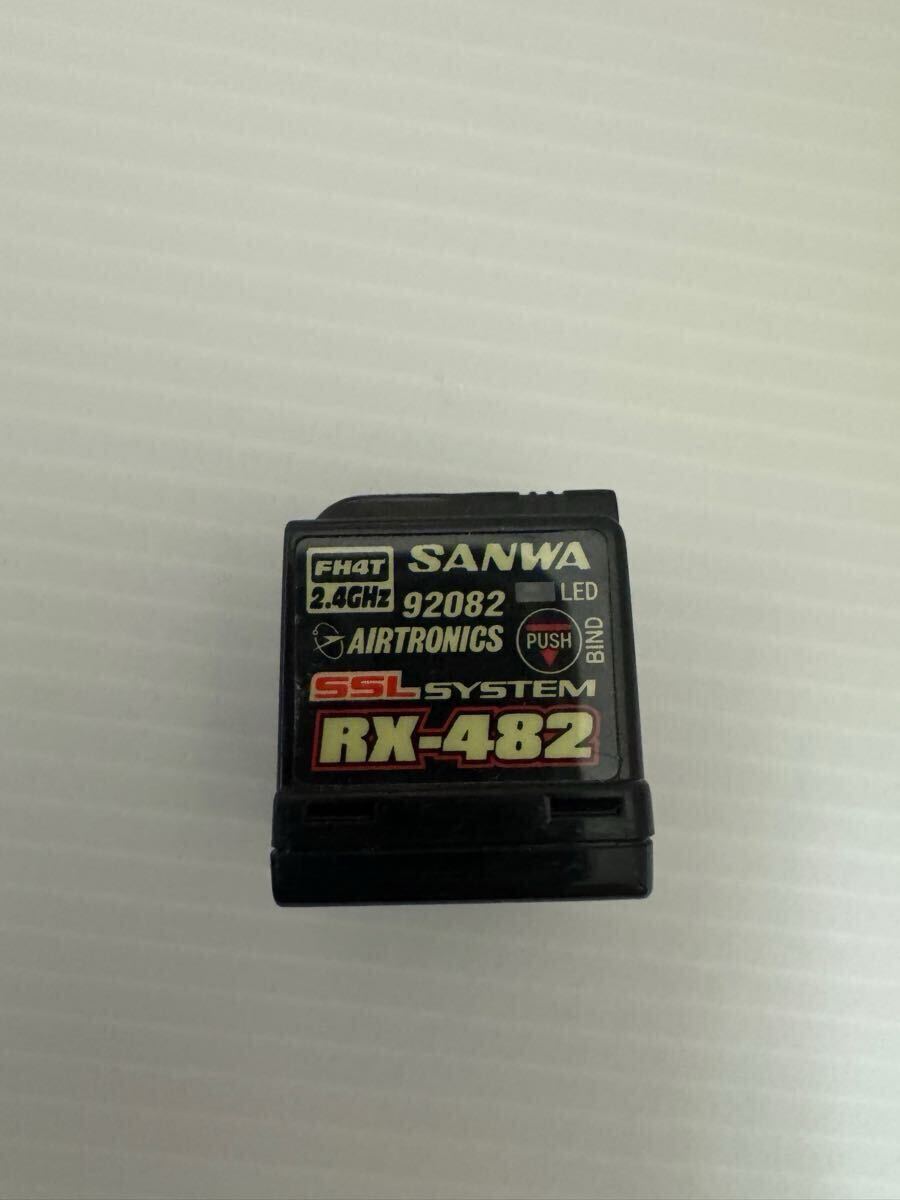 FH4T
2.4GHz
SANWA
92082
LED
AIRTRONICS
PUSH
BIND
SSL SYSTEM
RX-482